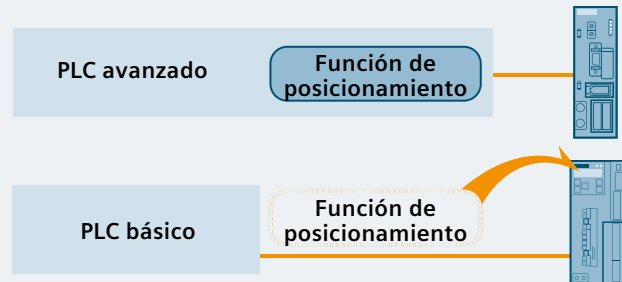 PLC avanzado
Función de
posicionamiento
PLC básico
Función de
posicionamiento